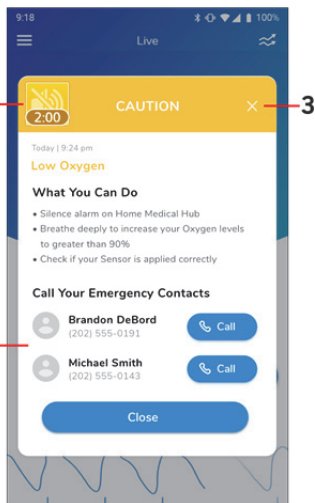 9:18
100%
Live
2:00
CAUTION
3
Today | 9:24 pm
Low Oxygen
What You Can Do
• Silence alarm on Home Medical Hub
• Breathe deeply to increase your Oxygen levels
to greater than 90%
• Check if your Sensor is applied correctly
Call Your Emergency Contacts
Brandon DeBord
(202) 555-0191
Call
Michael Smith
(202) 555-0143
Call
Close